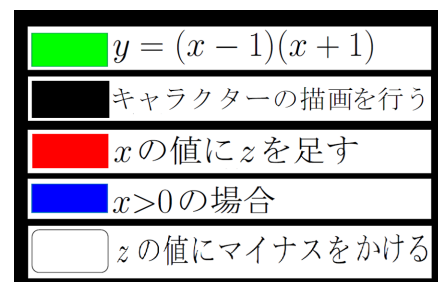 y = (x − 1)(x + 1)
キャラクターの描画を行う
xの値にzを足す
x>0の場合
zの値にマイナスをかける